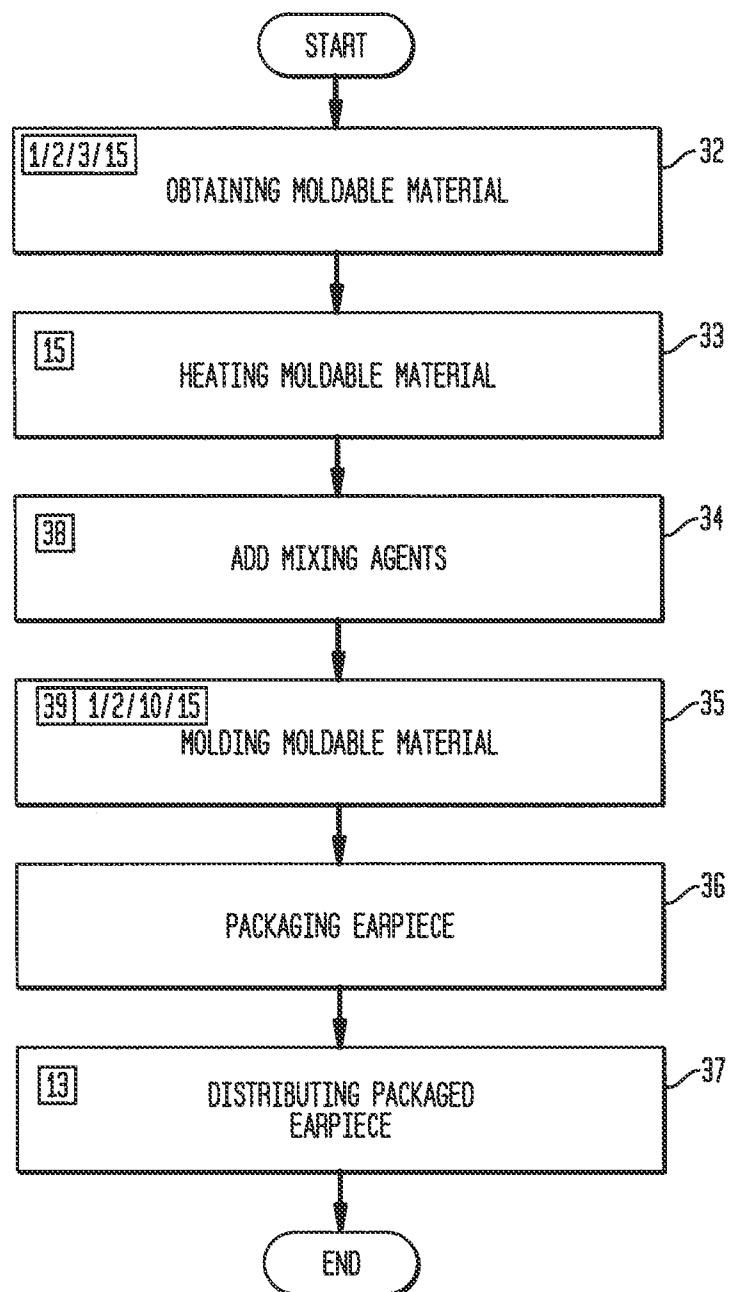 START
1/2/3/15
32
OBTAINING MOLDABLE MATERIAL
33
15
HEATING MOLDABLE MATERIAL
34
38
ADD MIXING AGENTS
39 1/2/10/15
35
MOLDING MOLDABLE MATERIAL
36
PACKAGING EARPIECE
37
13
DISTRIBUTING PACKAGED
EARPIECE
END